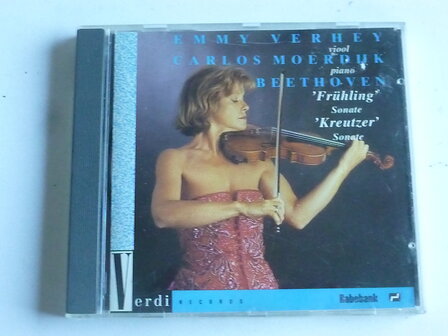 EMMY VERHEY
viool
CARLOS MOERDIJK
piano
BEETHOVEN
'Frühling'
Sonate
'Kreutzer'
Sonate
Verdi RECORDS
Rabobank